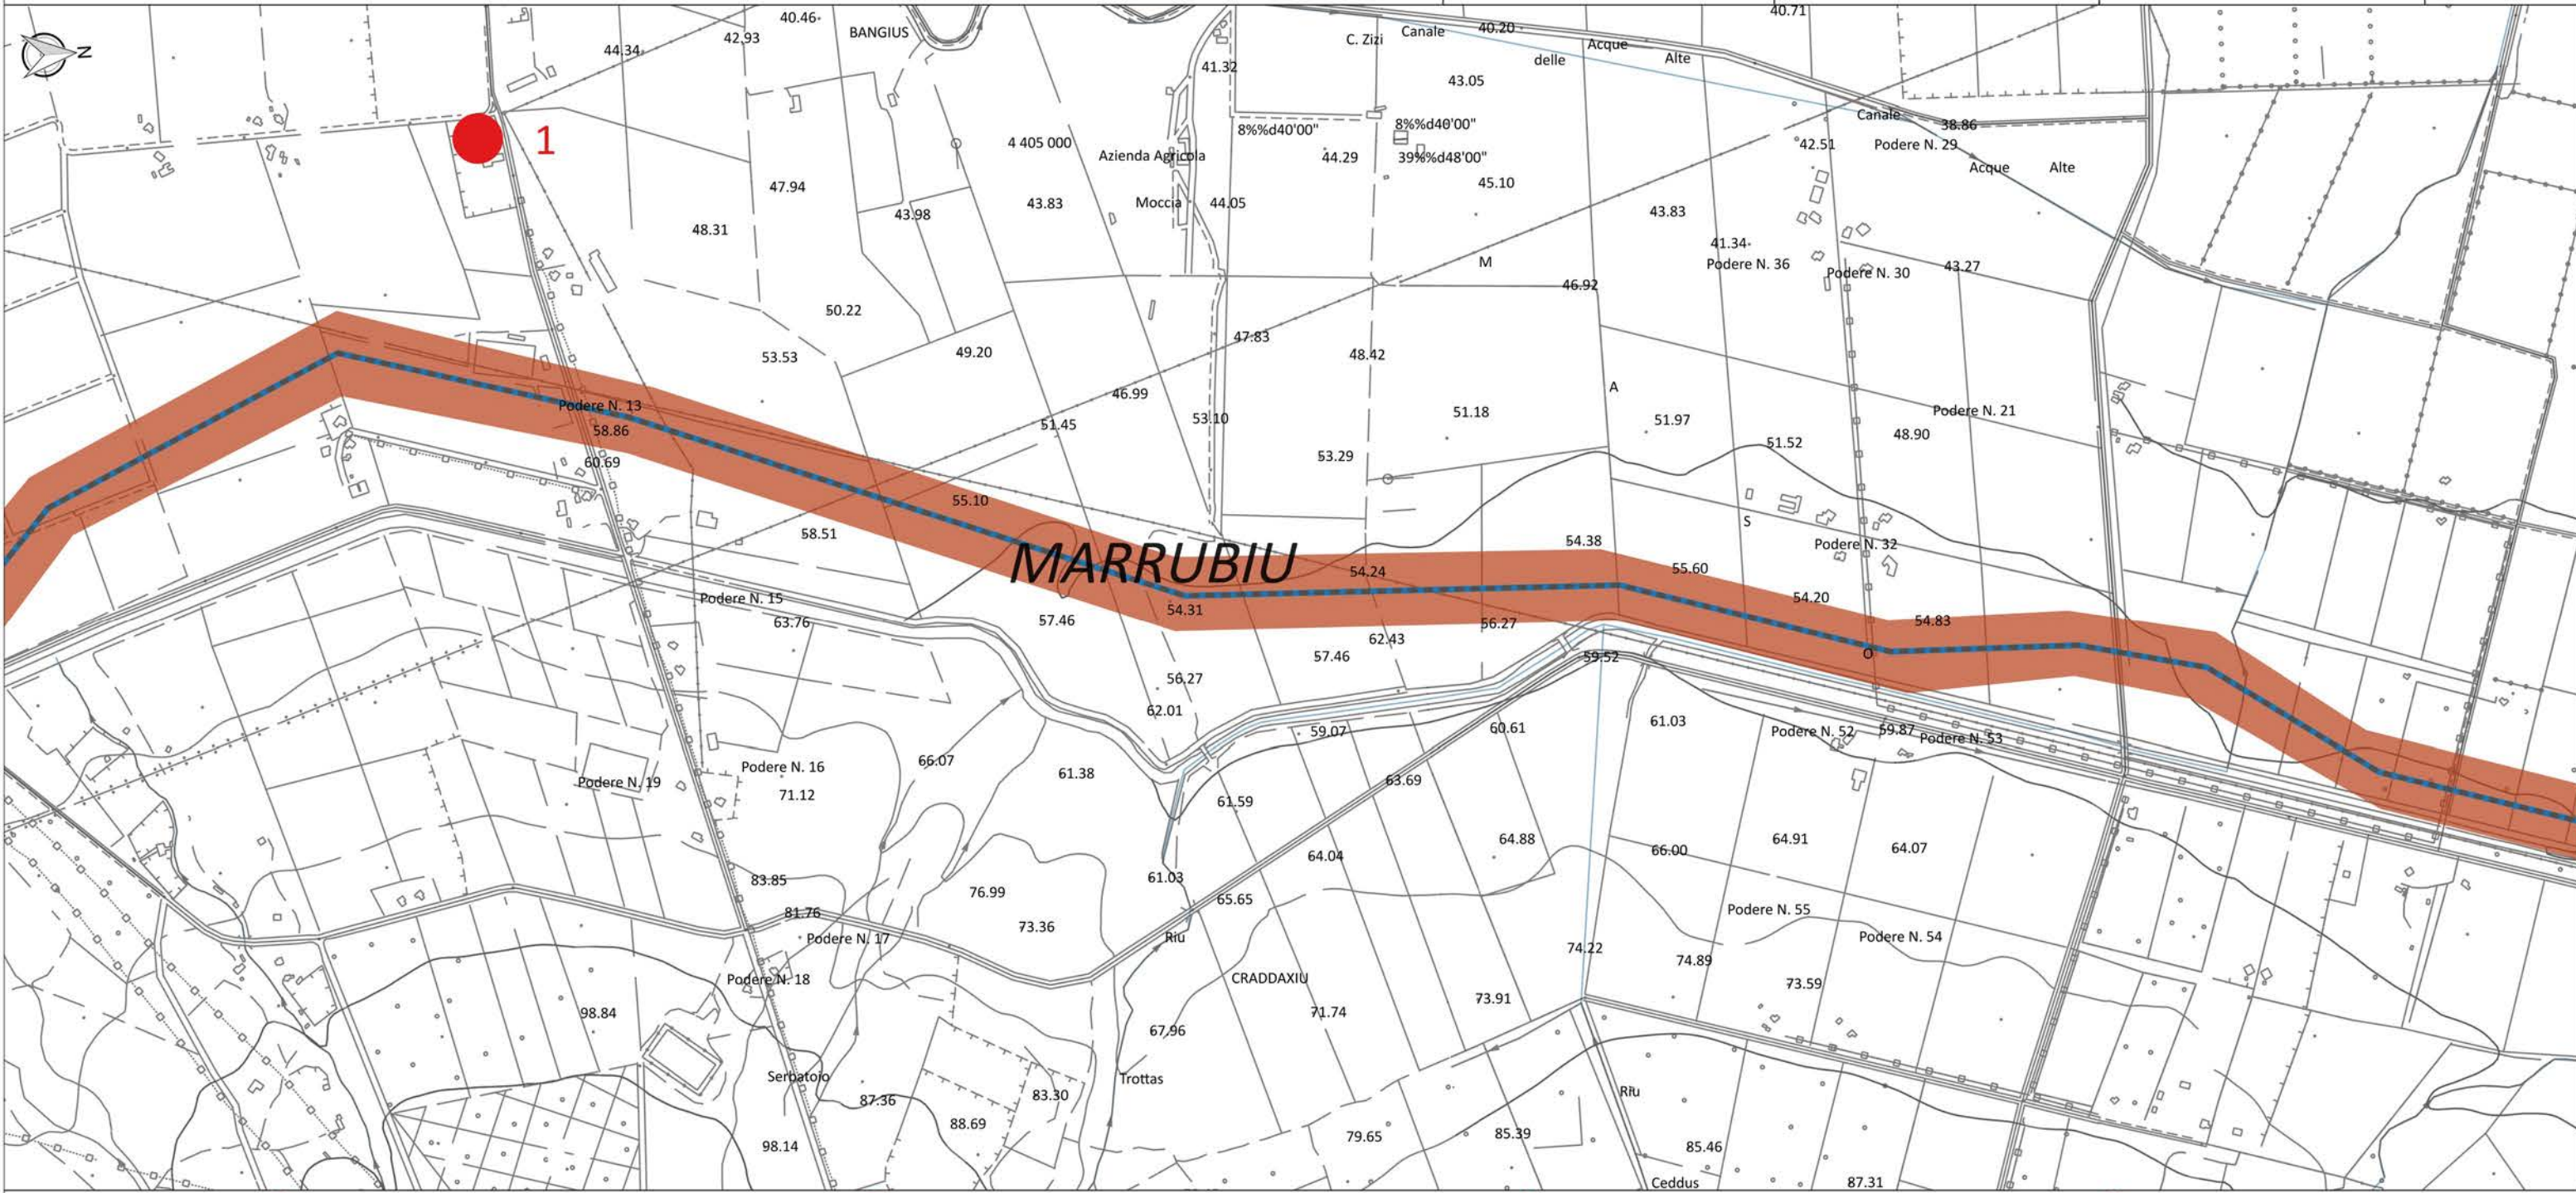 40.46
40.71
BANGIUS
42.93
44.34
C. Zizi
Canale
40.20
Acque
delle
Alte
41.32
43.05
N
1
4 405 000
8%%d40'00"
8%%d40'00"
Canale
38.86
Azienda Agricola
44.29
39%%d48'00"
42.51
Podere N. 29
Acque
Alte
47.94
45.10
Moccia
44.05
43.98
43.83
43.83
48.31
41.34
M
Podere N. 36
Podere N. 30
43.27
46.92
50.22
47.83
53.53
49.20
48.42
46.99
A
Podere N. 13
58.86
51.45
53.10
51.18
51.97
Podere N. 21
51.52
48.90
60.69
53.29
55.10
58.51
S
54.38
Podere N. 32
MARRUBIU
54.24
55.60
Podere N. 15
54.31
54.20
63.76
57.46
56.27
54.83
62.43
57.46
59.52
O
56.27
62.01
59.07
60.61
61.03
Podere N. 52
59.87
Podere N. 53
66.07
Podere N. 16
61.38
Podere N. 19
71.12
63.69
61.59
64.88
64.91
64.04
66.00
64.07
83.85
61.03
76.99
65.65
81.76
Podere N. 17
73.36
Riu
Podere N. 55
Podere N. 54
74.22
74.89
Podere N. 18
CRADDAXIU
73.59
98.84
71.74
73.91
67.96
Serbatoio
Trottas
Riu
87.36
83.30
88.69
79.65
85.39
98.14
85.46
Ceddus
87.31